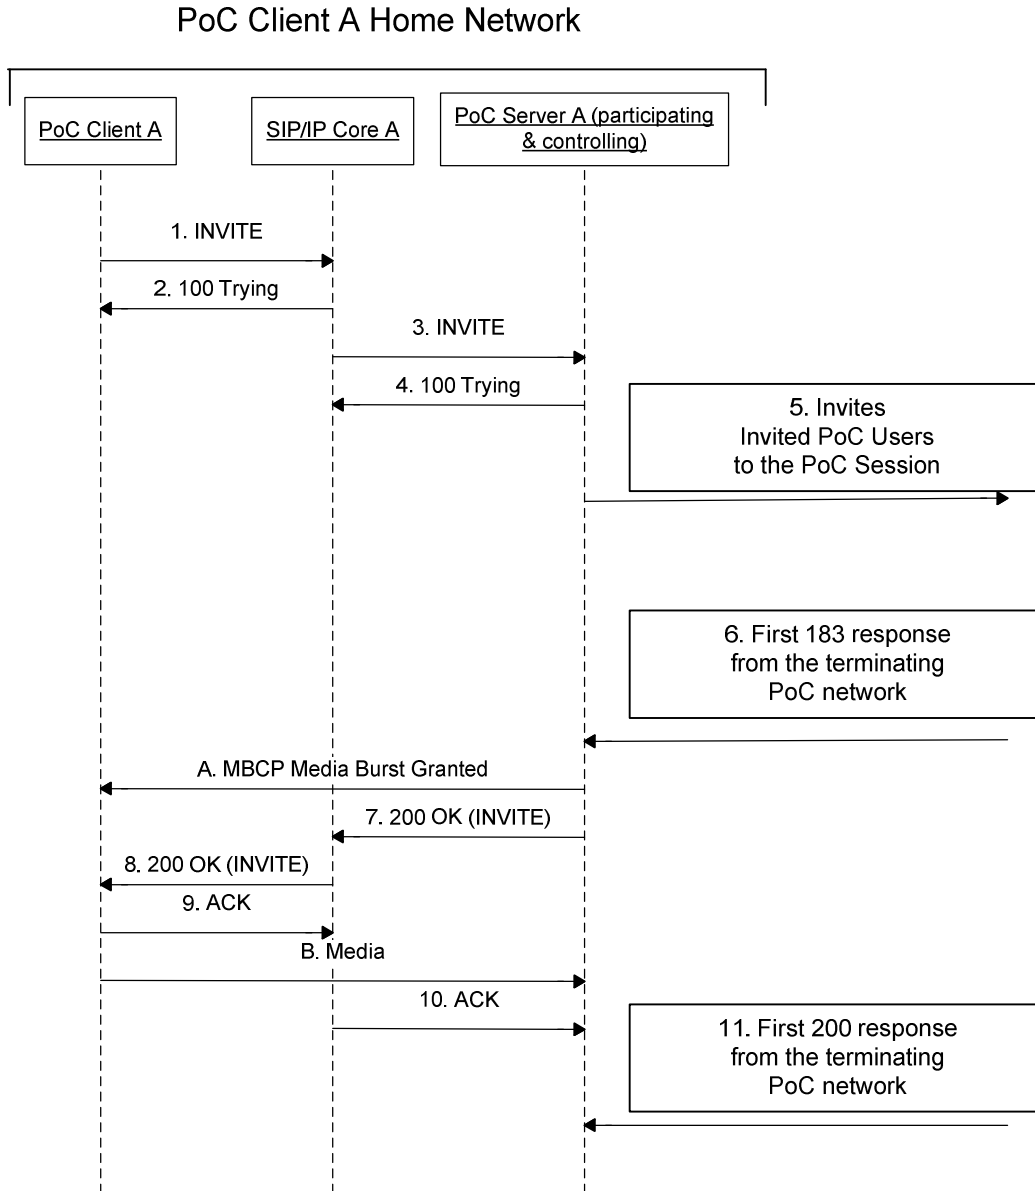 PoC Client A Home Network
PoC Client A
SIP/IP Core A
PoC Server A (participating
& controlling)
1. INVITE
2. 100 Trying
3. INVITE
4. 100 Trying
5. Invites
Invited PoC Users
to the PoC Session
6. First 183 response
from the terminating
PoC network
A. MBCP Media Burst Granted
7. 200 OK (INVITE)
8. 200 OK (INVITE)
9. ACK
B. Media
10. ACK
11. First 200 response
from the terminating
PoC network